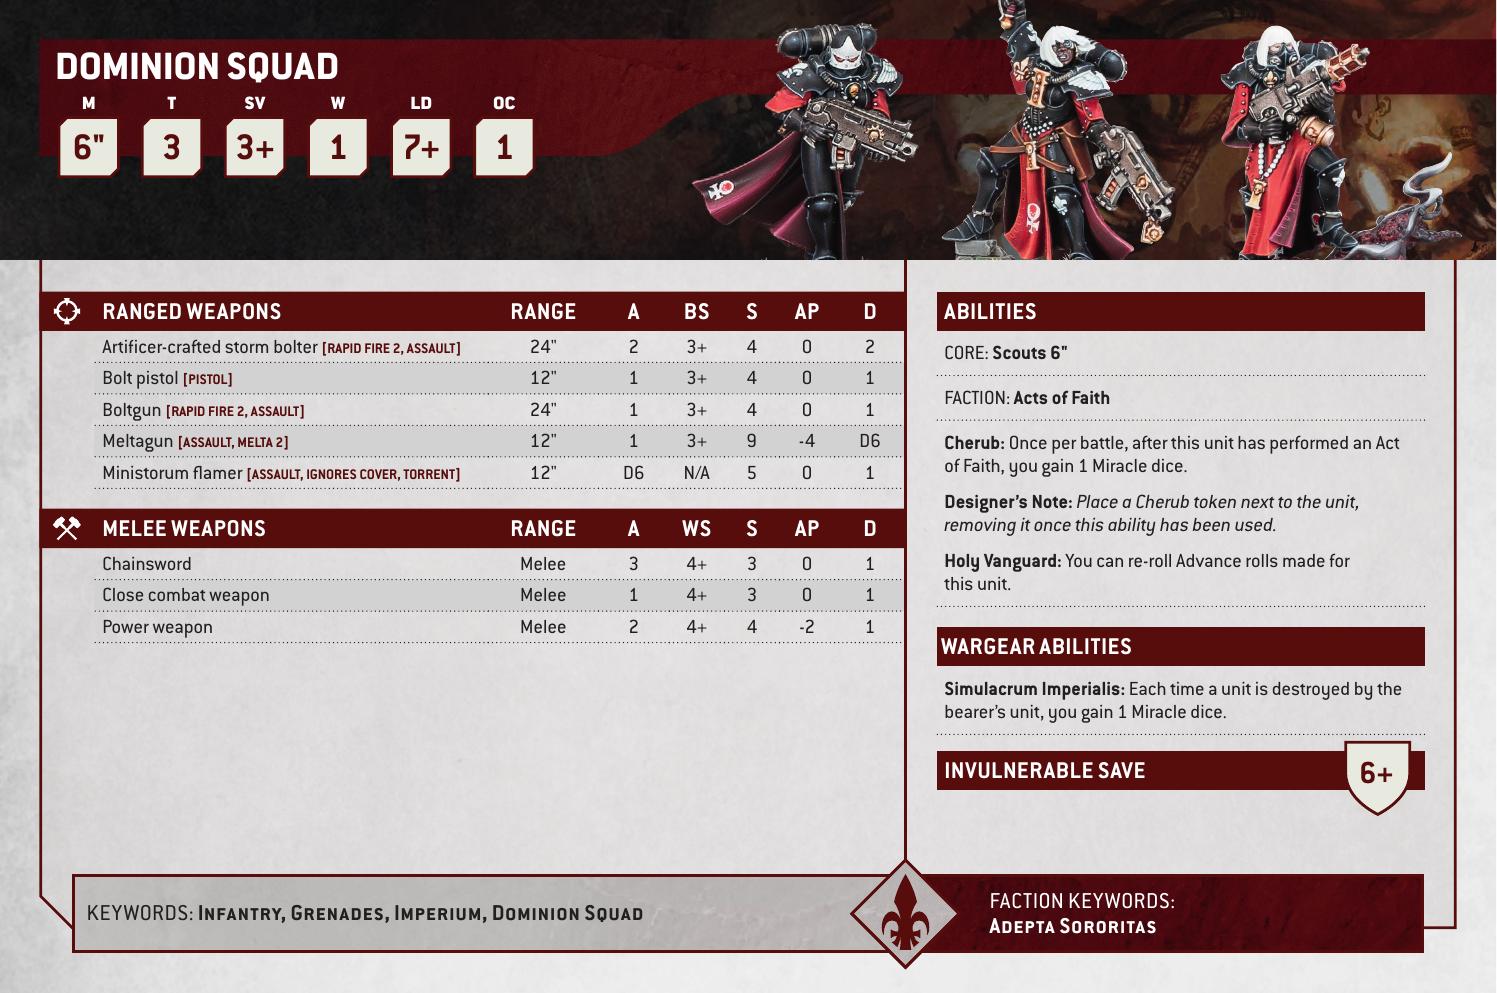 DOMINION SQUAD
M T SV W LD OC
6" 3 3+ 1 7+ 1
RANGED WEAPONS RANGE A BS S AP D
Artificer-crafted storm bolter [RAPID FIRE 2, ASSAULT] 24" 2 3+ 4 0 2
Bolt pistol [PISTOL] 12" 1 3+ 4 0 1
Boltgun [RAPID FIRE 2, ASSAULT] 24" 1 3+ 4 0 1
Meltagun [ASSAULT, MELTA 2] 12" 1 3+ 9 -4 D6
Ministorum flamer [ASSAULT, IGNORES COVER, TORRENT] 12" D6 N/A 5 0 1
MELEE WEAPONS RANGE A WS S AP D
Chainsword Melee 3 4+ 3 0 1
Close combat weapon Melee 1 4+ 3 0 1
Power weapon Melee 2 4+ 4 -2 1
ABILITIES
CORE: Scouts 6"
FACTION: Acts of Faith
Cherub: Once per battle, after this unit has performed an Act
of Faith, you gain 1 Miracle dice.
Designer's Note: Place a Cherub token next to the unit,
removing it once this ability has been used.
Holy Vanguard: You can re-roll Advance rolls made for
this unit.
WARGEAR ABILITIES
Simulacrum Imperialis: Each time a unit is destroyed by the
bearer's unit, you gain 1 Miracle dice.
INVULNERABLE SAVE 6+
KEYWORDS: INFANTRY, GRENADES, IMPERIUM, DOMINION SQUAD
FACTION KEYWORDS:
ADEPTA SORORITAS